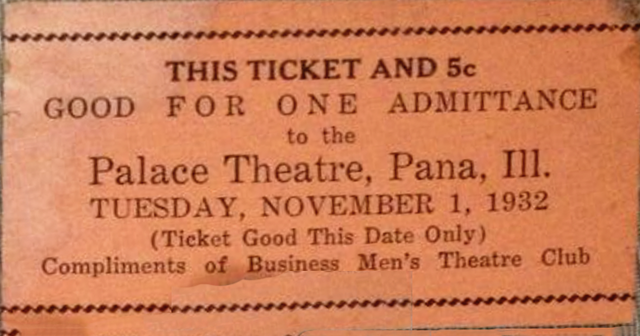 THIS TICKET AND 5c
GOOD FOR ONE ADMITTANCE
to the
Palace Theatre, Pana, Ill.
TUESDAY, NOVEMBER 1, 1932
(Ticket Good This Date Only)
Compliments of Business Men's Theatre Club